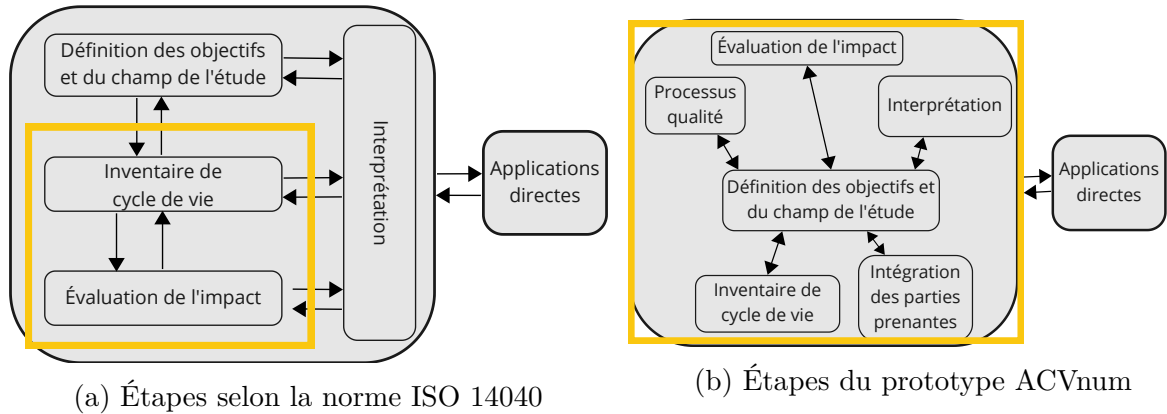 Définition des objectifs
et du champ de l'étude
Inventaire de
cycle de vie
Évaluation de l'impact
Interprétation
Applications
directes
(a) Étapes selon la norme ISO 14040
Évaluation de l'impact
Processus
qualité
Interprétation
Définition des objectifs et
du champ de l'étude
Inventaire de
cycle de vie
Intégration
des parties
prenantes
Applications
directes
(b) Étapes du prototype ACVnum